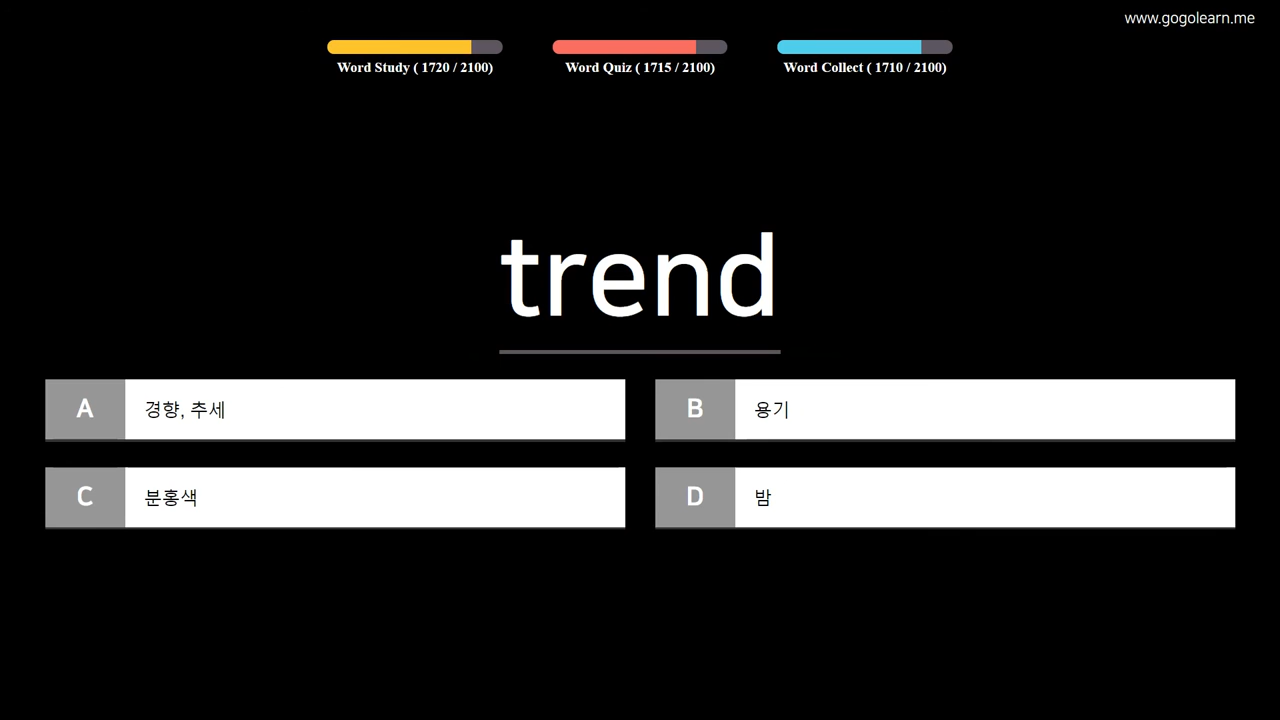 www.gogolearn.me
Word Study ( 1720 / 2100)
Word Quiz ( 1715 / 2100)
Word Collect ( 1710 / 2100)
trend
A 경향, 추세
B 용기
C 분홍색
D 밤